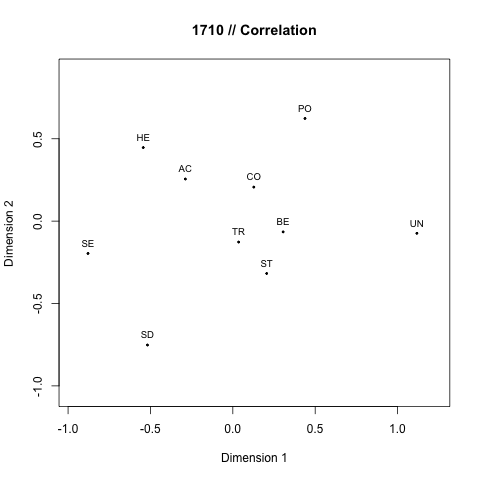 1710 // Correlation
PO
HE
AC
CO
UN
BE
TR
SE
ST
SD
0.5
0.0
-0.5
-1.0
Dimension 2
-1.0 -0.5 0.0 0.5 1.0
Dimension 1